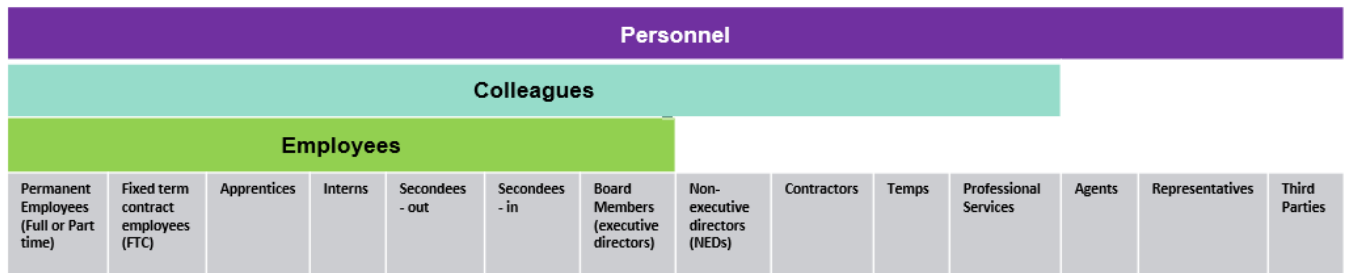 Personnel
Colleagues
Employees
Permanent
Employees
(Full or Part
time)
Fixed term
contract
employees
(FTC)
Apprentices
Interns
Secondees
- out
Secondees
- in
Board
Members
(executive
directors)
Non-
executive
directors
(NEDs)
Contractors
Temps
Professional
Services
Agents
Representatives
Third
Parties